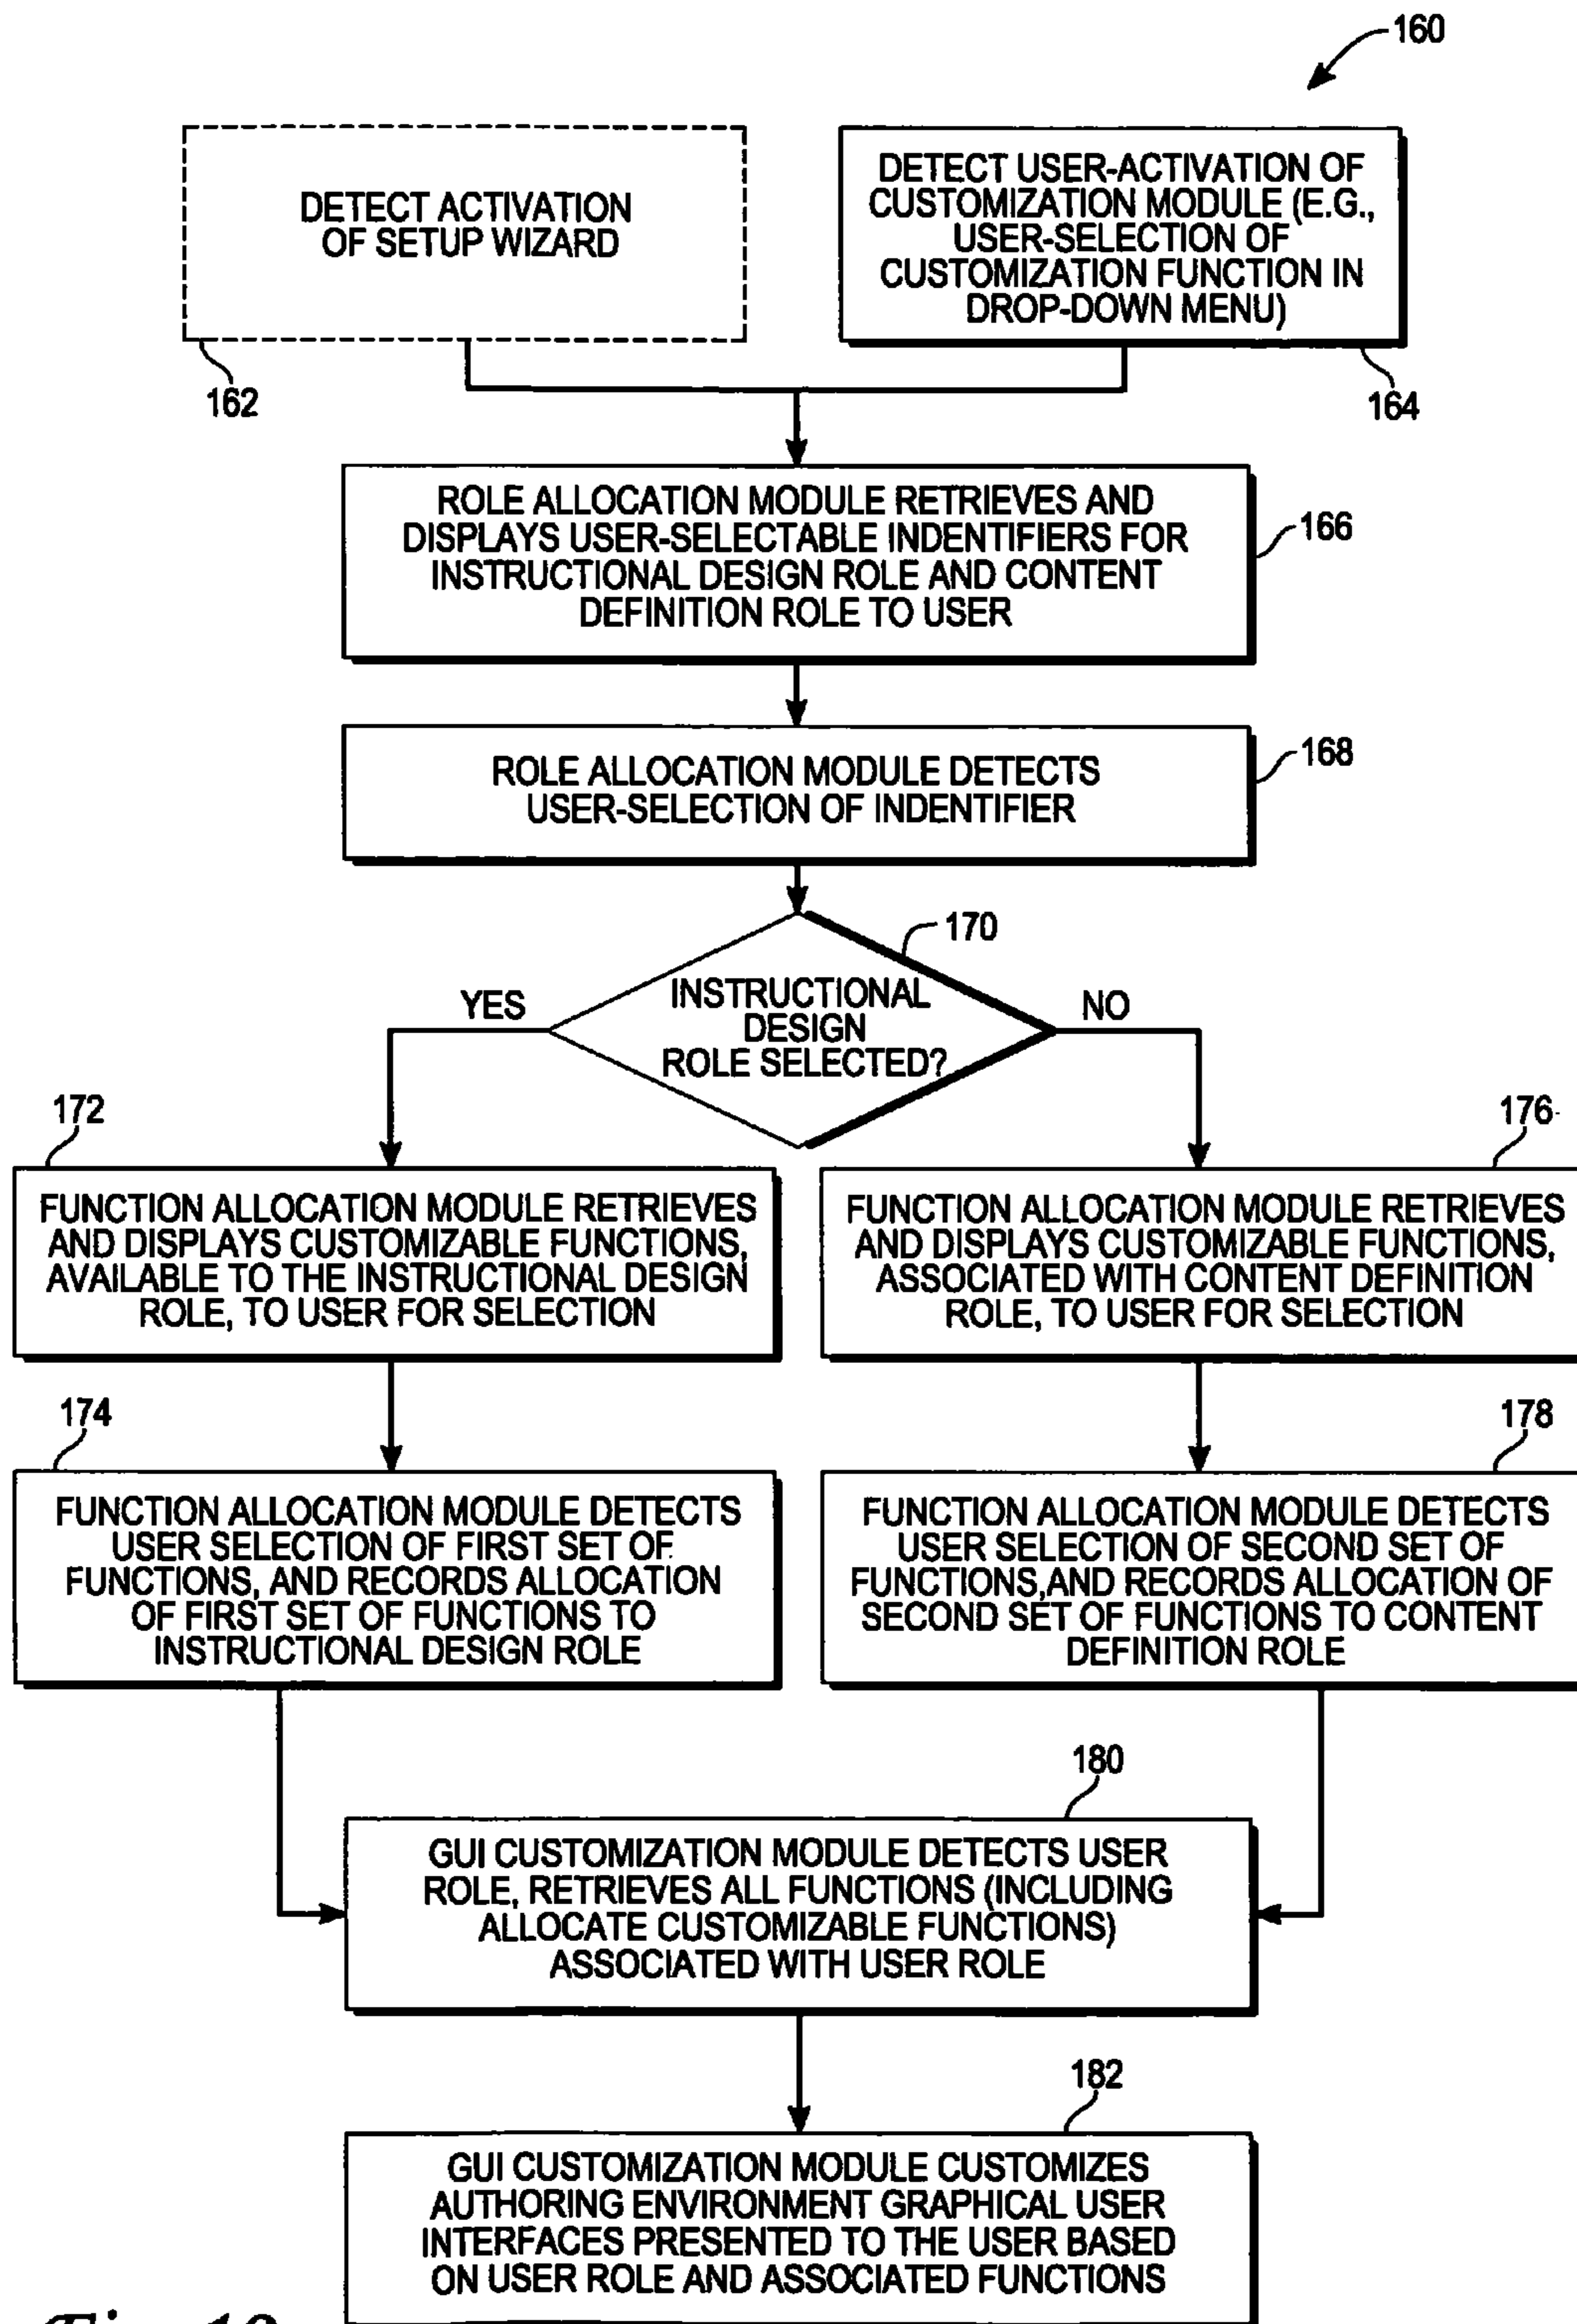 160
DETECT ACTIVATION
OF SETUP WIZARD
162
DETECT USER-ACTIVATION OF
CUSTOMIZATION MODULE (E.G.,
USER-SELECTION OF
CUSTOMIZATION FUNCTION IN
DROP-DOWN MENU)
164
ROLE ALLOCATION MODULE RETRIEVES AND
DISPLAYS USER-SELECTABLE INDENTIFIERS FOR
INSTRUCTIONAL DESIGN ROLE AND CONTENT
DEFINITION ROLE TO USER
166
ROLE ALLOCATION MODULE DETECTS
USER-SELECTION OF INDENTIFIER
168
170
INSTRUCTIONAL
DESIGN
ROLE SELECTED?
YES
NO
172
FUNCTION ALLOCATION MODULE RETRIEVES
AND DISPLAYS CUSTOMIZABLE FUNCTIONS,
AVAILABLE TO THE INSTRUCTIONAL DESIGN
ROLE, TO USER FOR SELECTION
176
FUNCTION ALLOCATION MODULE RETRIEVES
AND DISPLAYS CUSTOMIZABLE FUNCTIONS,
ASSOCIATED WITH CONTENT DEFINITION
ROLE, TO USER FOR SELECTION
174
FUNCTION ALLOCATION MODULE DETECTS
USER SELECTION OF FIRST SET OF
FUNCTIONS, AND RECORDS ALLOCATION
OF FIRST SET OF FUNCTIONS TO
INSTRUCTIONAL DESIGN ROLE
178
FUNCTION ALLOCATION MODULE DETECTS
USER SELECTION OF SECOND SET OF
FUNCTIONS,AND RECORDS ALLOCATION OF
SECOND SET OF FUNCTIONS TO CONTENT
DEFINITION ROLE
180
GUI CUSTOMIZATION MODULE DETECTS USER
ROLE, RETRIEVES ALL FUNCTIONS (INCLUDING
ALLOCATE CUSTOMIZABLE FUNCTIONS)
ASSOCIATED WITH USER ROLE
182
GUI CUSTOMIZATION MODULE CUSTOMIZES
AUTHORING ENVIRONMENT GRAPHICAL USER
INTERFACES PRESENTED TO THE USER BASED
ON USER ROLE AND ASSOCIATED FUNCTIONS